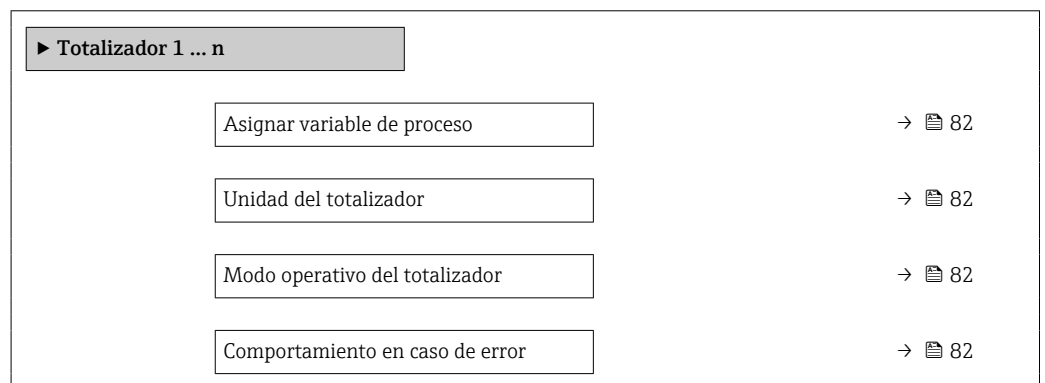 ▶ Totalizador 1 … n
Asignar variable de proceso → 82
Unidad del totalizador → 82
Modo operativo del totalizador → 82
Comportamiento en caso de error → 82